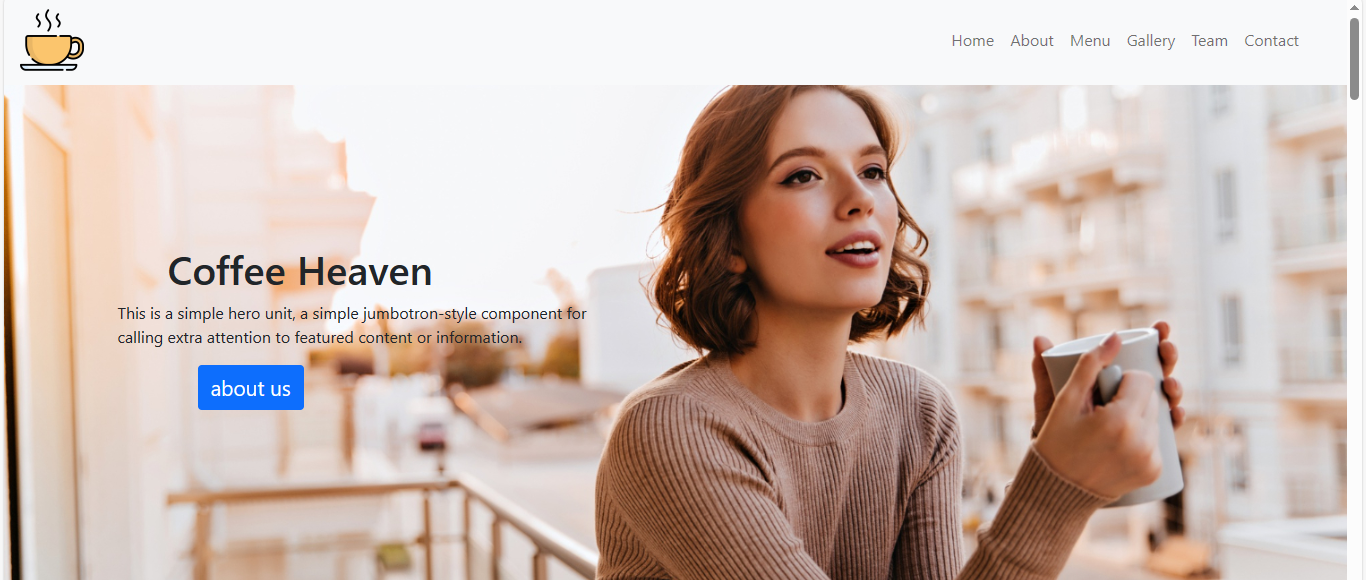 Home About Menu Gallery Team Contact
Coffee Heaven
This is a simple hero unit, a simple jumbotron-style component for
calling extra attention to featured content or information.
about us